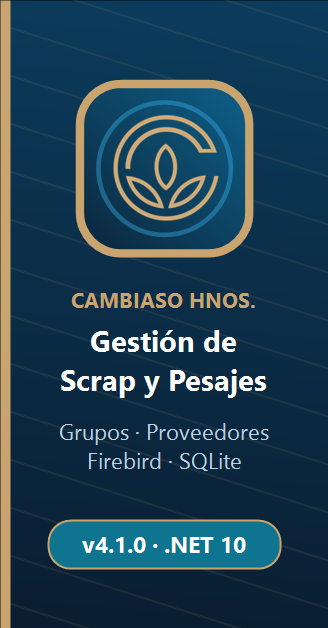 CAMBIASO HNOS.
Gestión de
Scrap y Pesajes
Grupos · Proveedores
Firebird · SQLite
v4.1.0 · .NET 10